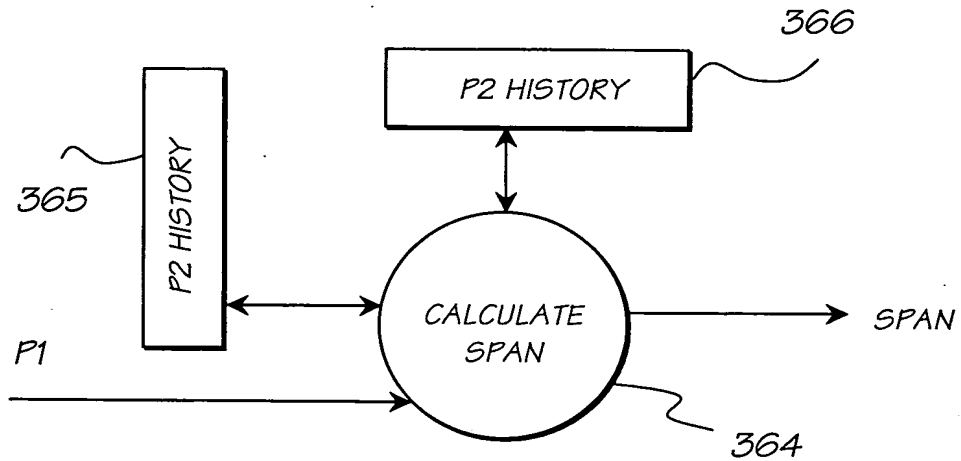 366
P2 HISTORY
P2 HISTORY
365
CALCULATE
SPAN
SPAN
P1
364